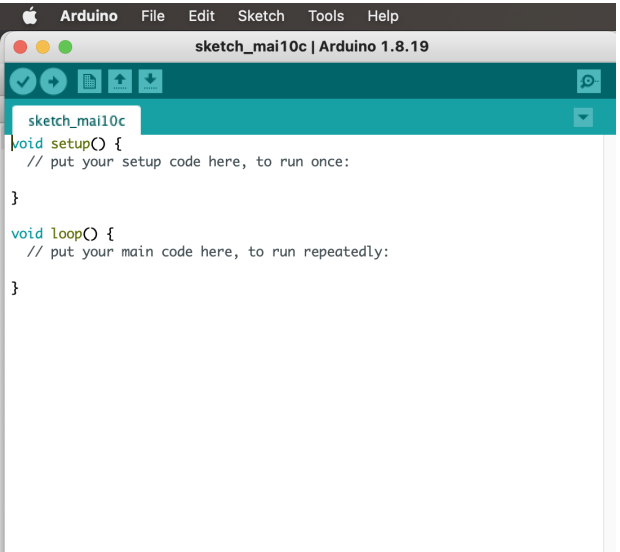 Arduino File Edit Sketch Tools Help
sketch_mai10c | Arduino 1.8.19
sketch_mai10c
void setup() {
  // put your setup code here, to run once:
}
void loop() {
  // put your main code here, to run repeatedly:
}